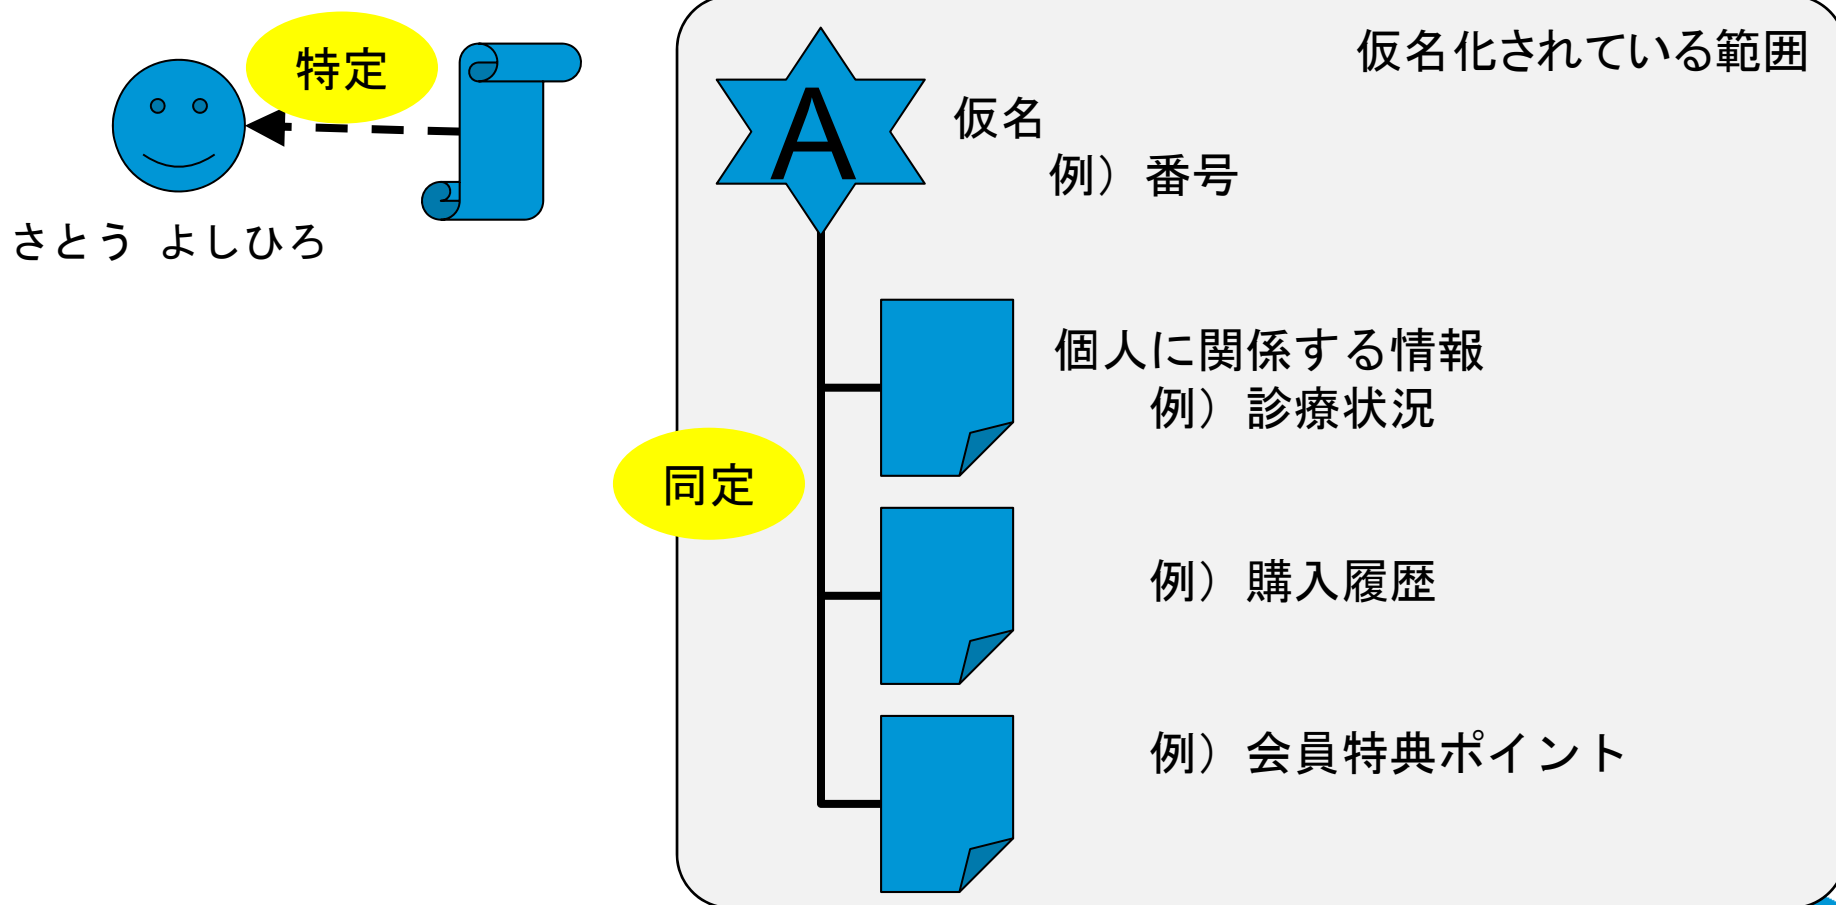 特定
さとう よしひろ
仮名化されている範囲
A
仮名
例）番号
個人に関係する情報
例）診療状況
同定
例）購入履歴
例）会員特典ポイント